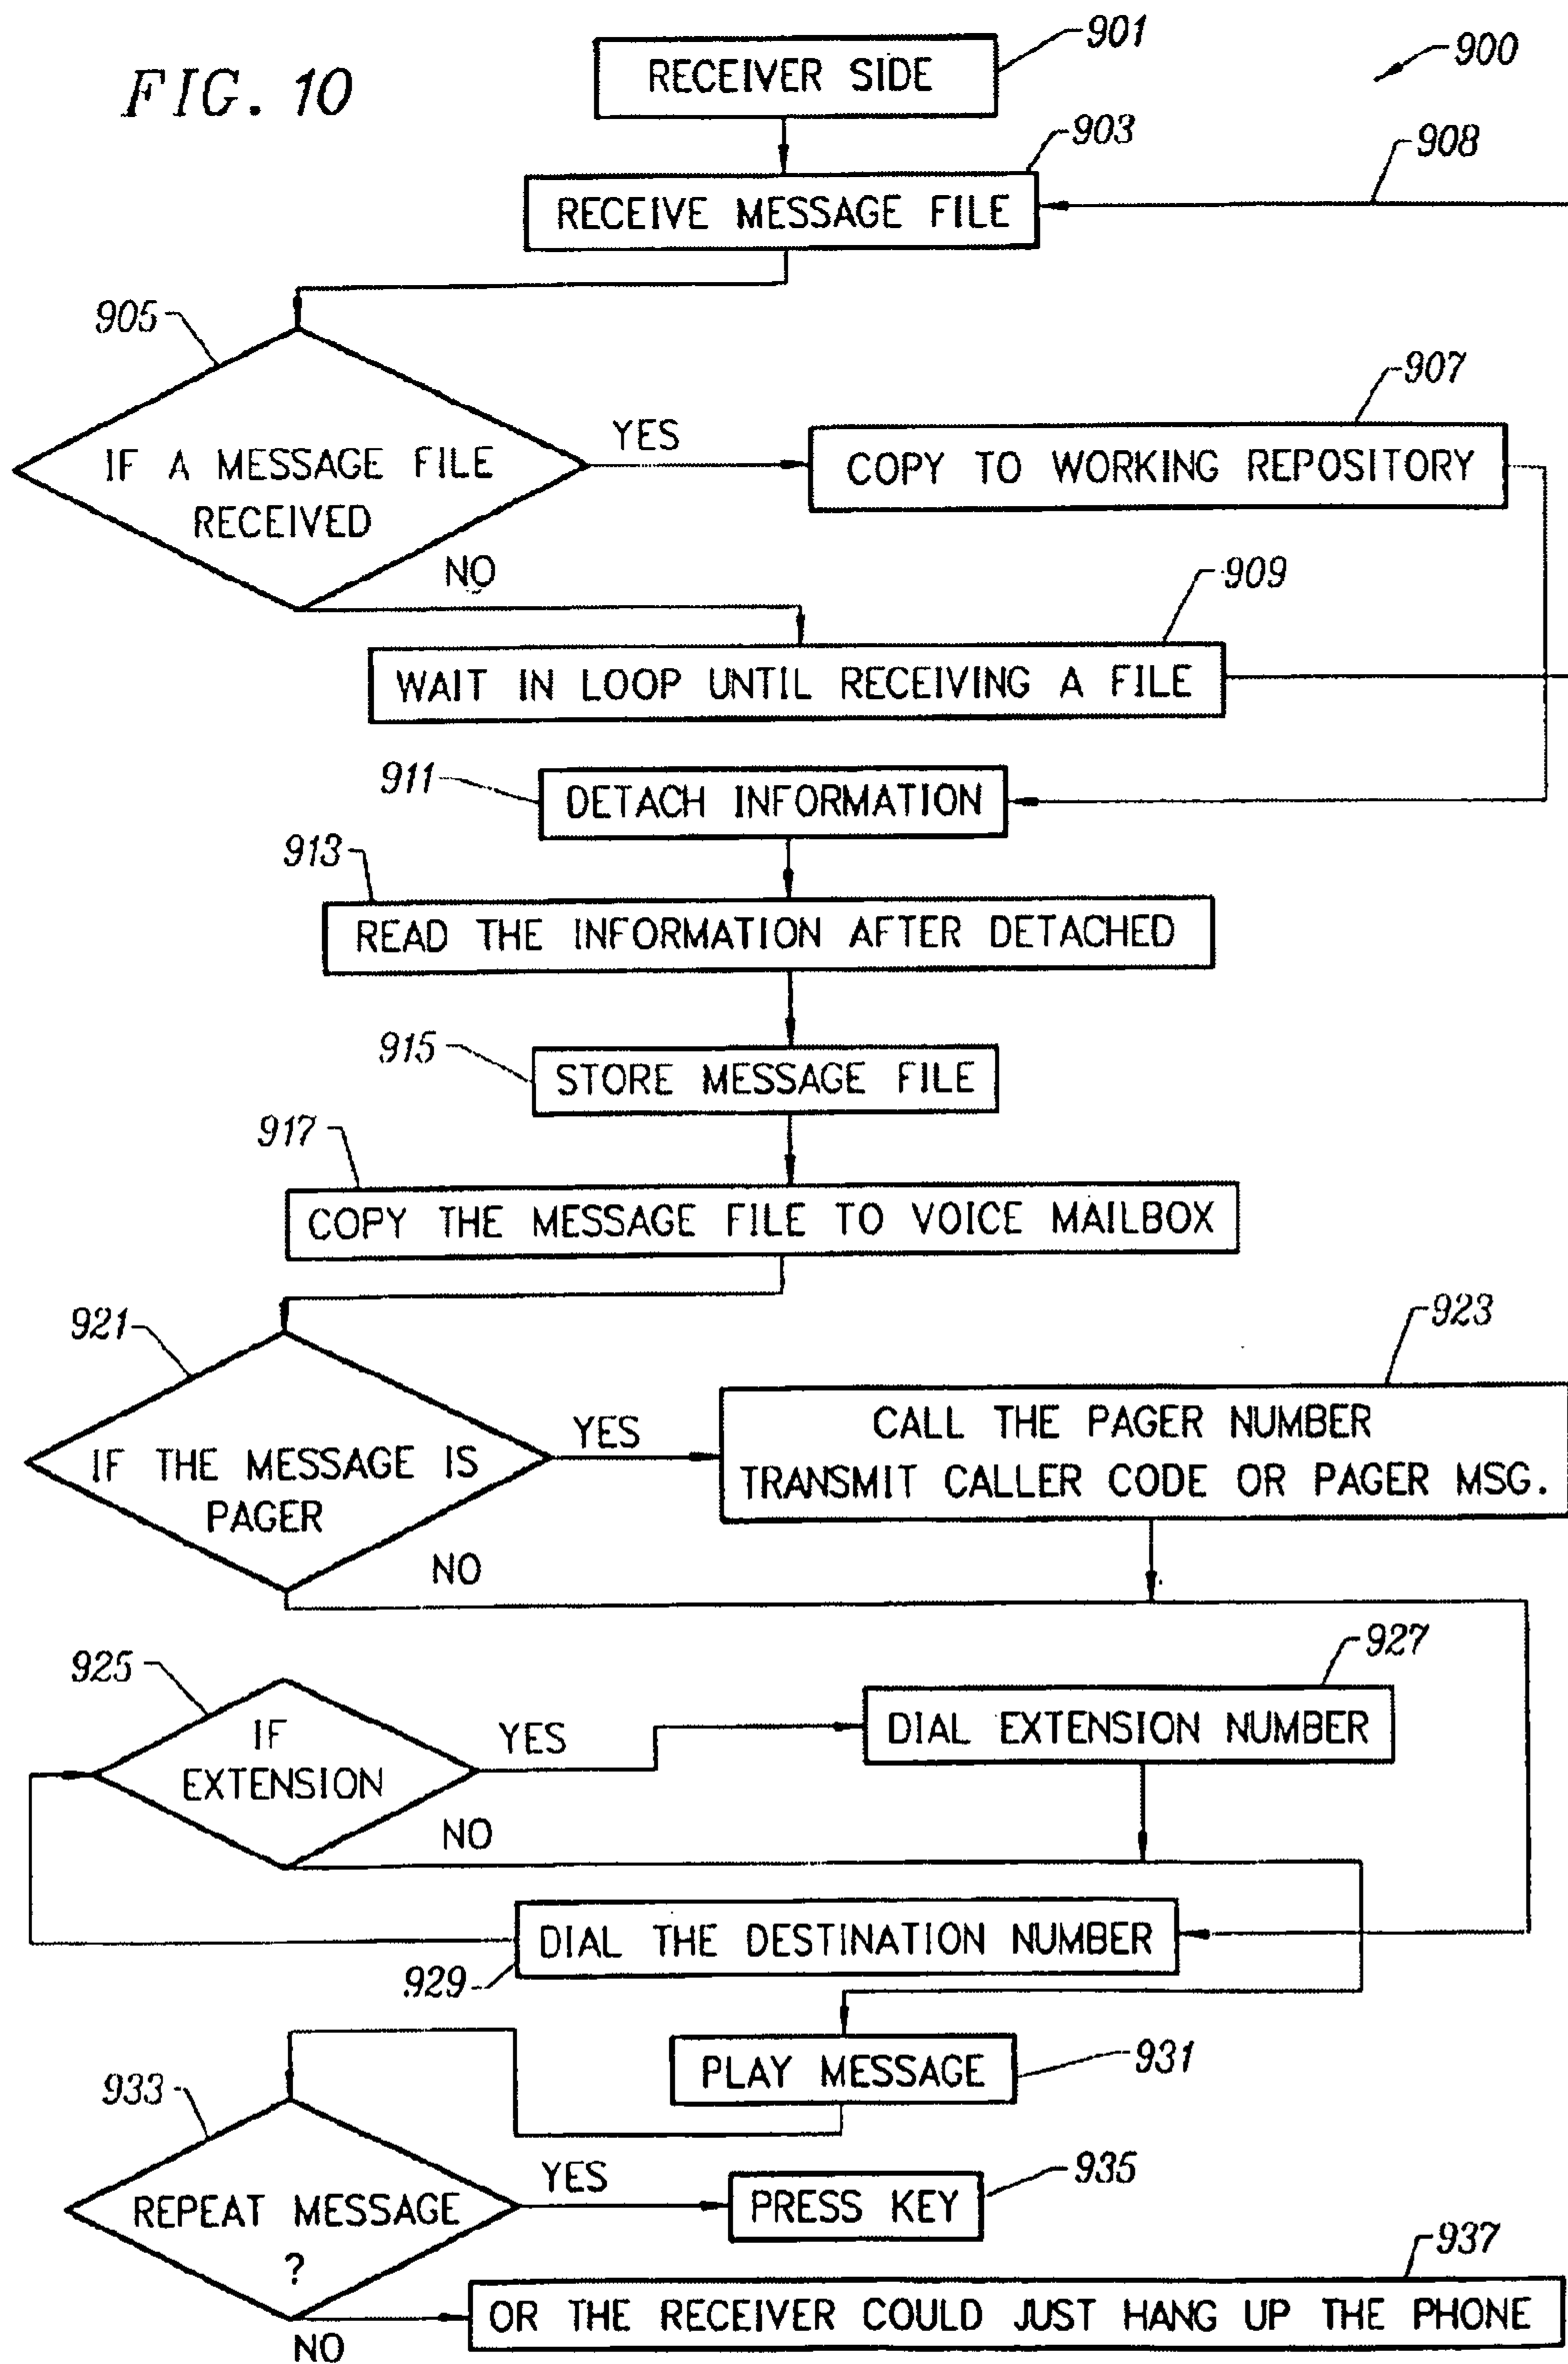 FIG. 10
900
901
RECEIVER SIDE
903
908
RECEIVE MESSAGE FILE
905
IF A MESSAGE FILE
RECEIVED
YES
907
COPY TO WORKING REPOSITORY
NO
909
WAIT IN LOOP UNTIL RECEIVING A FILE
911
DETACH INFORMATION
913
READ THE INFORMATION AFTER DETACHED
915
STORE MESSAGE FILE
917
COPY THE MESSAGE FILE TO VOICE MAILBOX
921
IF THE MESSAGE IS
PAGER
YES
923
CALL THE PAGER NUMBER
TRANSMIT CALLER CODE OR PAGER MSG.
NO
925
IF
EXTENSION
YES
927
DIAL EXTENSION NUMBER
NO
DIAL THE DESTINATION NUMBER
929
PLAY MESSAGE
931
933
REPEAT MESSAGE
?
YES
PRESS KEY
935
937
NO
OR THE RECEIVER COULD JUST HANG UP THE PHONE